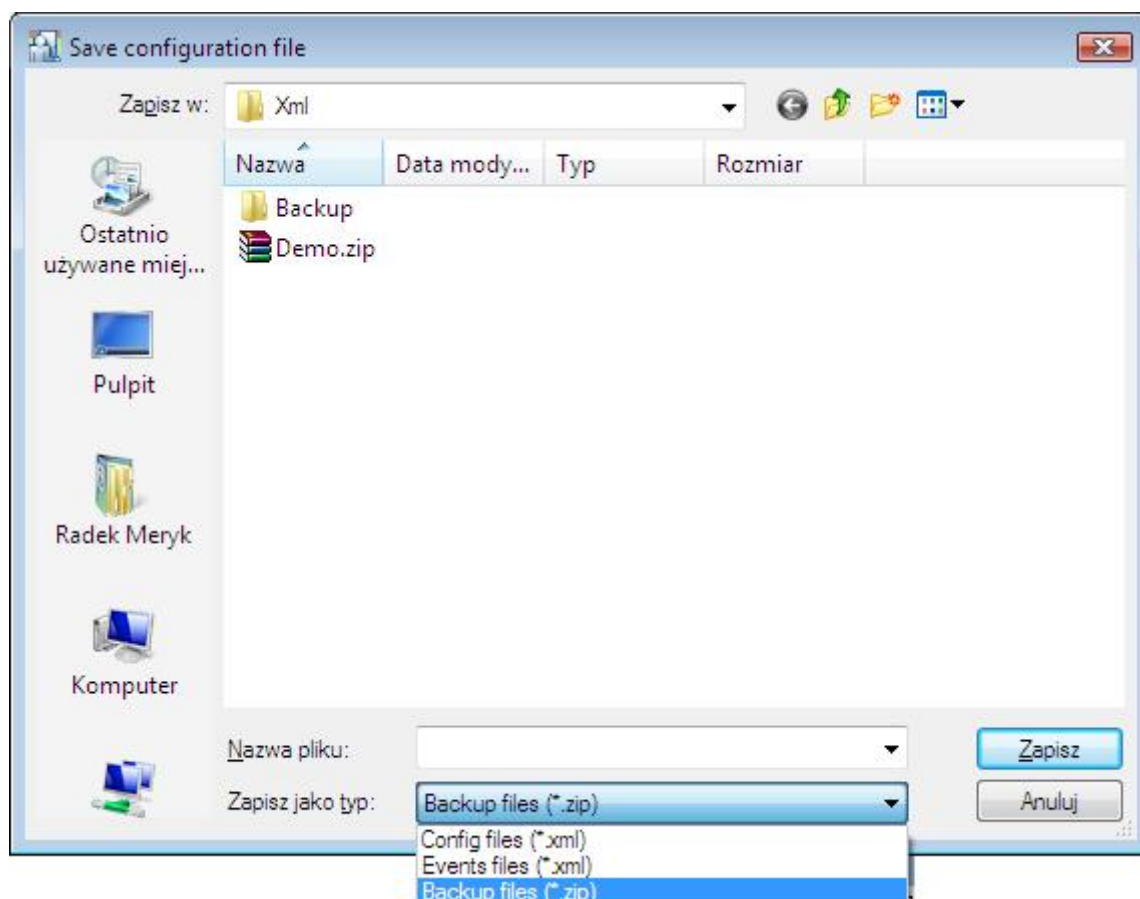 Save configuration file
Zapisz w: Xml
Nazwa Data mody... Typ Rozmiar
Backup
Demo.zip
Ostatnio
używane miej...
Pulpit
Radek Meryk
Komputer
Nazwa pliku:
Zapisz
Zapisz jako typ: Backup files (*.zip)
Anuluj
Config files (*.xml)
Events files (*.xml)
Backup files (*.zip)